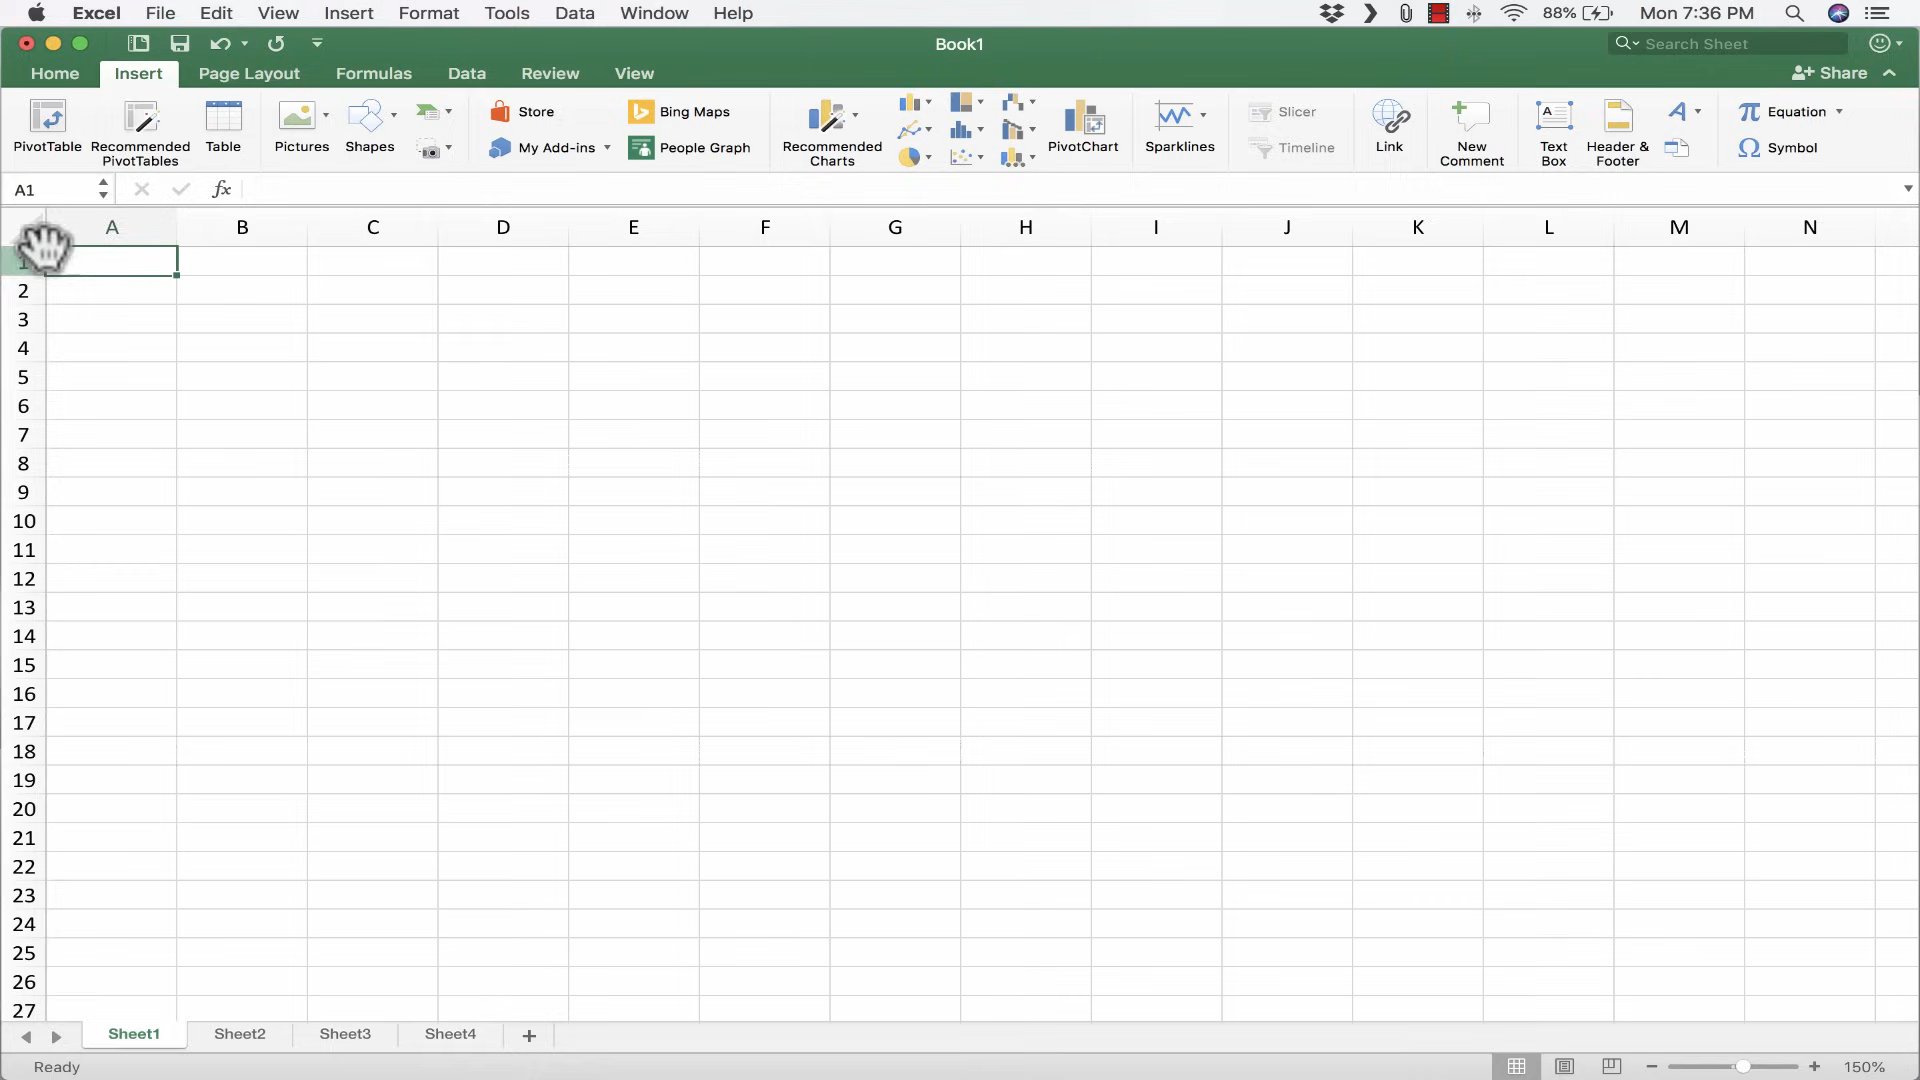 Excel File Edit View Insert Format Tools Data Window Help 88% Mon 7:36 PM
Book1 Search Sheet
Home Insert Page Layout Formulas Data Review View Share
PivotTable
Recommended
PivotTables
Table
Pictures
Shapes
Store
My Add-ins
Bing Maps
People Graph
Recommended
Charts
PivotChart
Sparklines
Slicer
Timeline
Link
New
Comment
Text
Box
Header &
Footer
Equation
Symbol
A1 fx
A B C D E F G H I J K L M N
1
2
3
4
5
6
7
8
9
10
11
12
13
14
15
16
17
18
19
20
21
22
23
24
25
26
27
Sheet1 Sheet2 Sheet3 Sheet4 +
Ready 150%